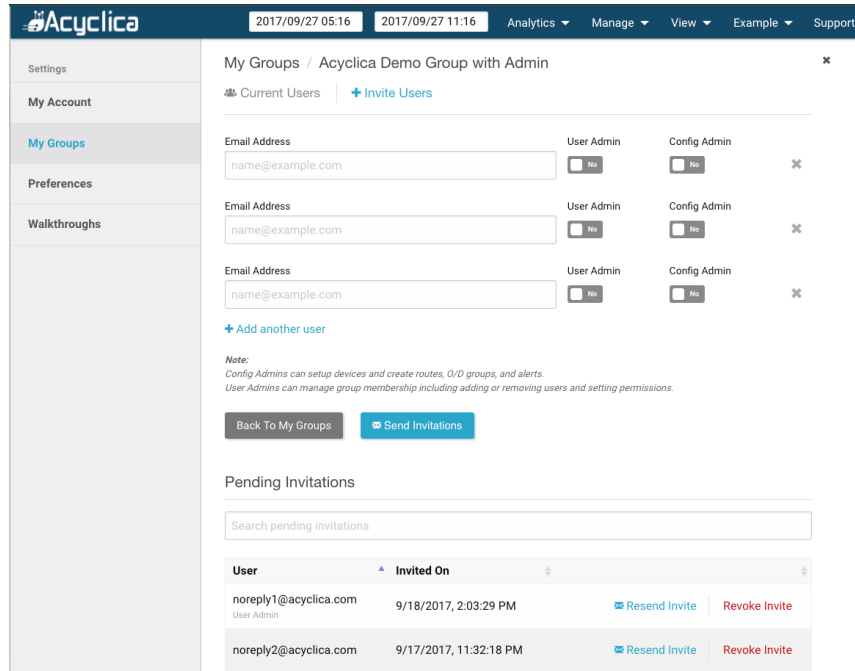 Acyclica
2017/09/27 05:16 2017/09/27 11:16 Analytics Manage View Example Support
Settings
My Account
My Groups
Preferences
Walkthroughs
My Groups / Acyclica Demo Group with Admin
Current Users Invite Users
Email Address User Admin Config Admin
name@example.com No No
Email Address User Admin Config Admin
name@example.com No No
Email Address User Admin Config Admin
name@example.com No No
Add another user
Note:
Config Admins can setup devices and create routes, O/D groups, and alerts.
User Admins can manage group membership including adding or removing users and setting permissions.
Back To My Groups Send Invitations
Pending Invitations
Search pending invitations
User Invited On
noreply1@acyclica.com 9/18/2017, 2:03:29 PM Resend Invite Revoke Invite
User Admin
noreply2@acyclica.com 9/17/2017, 11:32:18 PM Resend Invite Revoke Invite